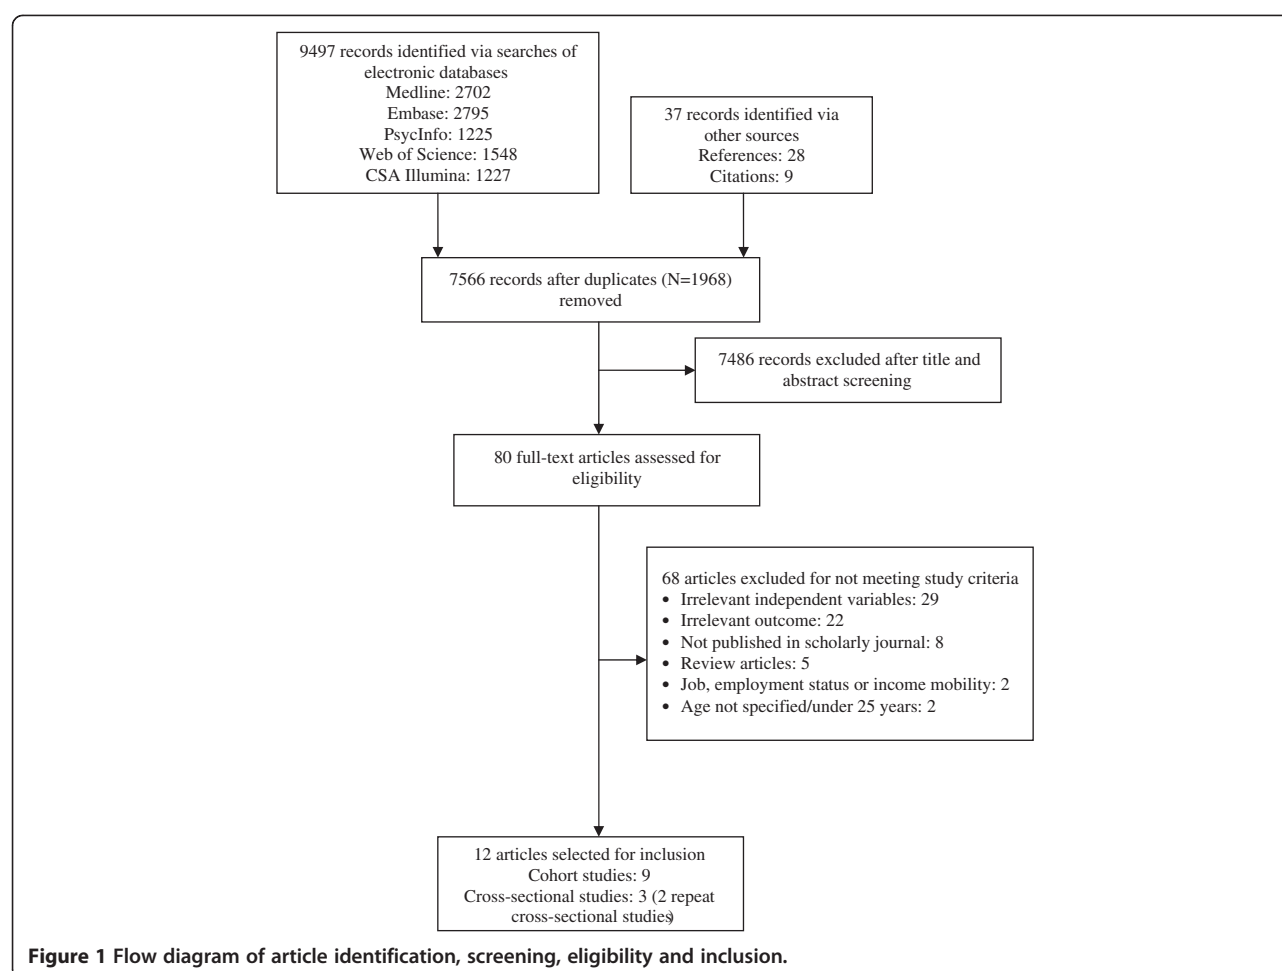 9497 records identified via searches of
electronic databases
Medline: 2702
Embase: 2795
PsycInfo: 1225
Web of Science: 1548
CSA Illumina: 1227
37 records identified via
other sources
References: 28
Citations: 9
7566 records after duplicates (N=1968)
removed
7486 records excluded after title and
abstract screening
80 full-text articles assessed for
eligibility
68 articles excluded for not meeting study criteria
• Irrelevant independent variables: 29
• Irrelevant outcome: 22
• Not published in scholarly journal: 8
• Review articles: 5
• Job, employment status or income mobility: 2
• Age not specified/under 25 years: 2
12 articles selected for inclusion
Cohort studies: 9
Cross-sectional studies: 3 (2 repeat
cross-sectional studies)
Figure 1 Flow diagram of article identification, screening, eligibility and inclusion.